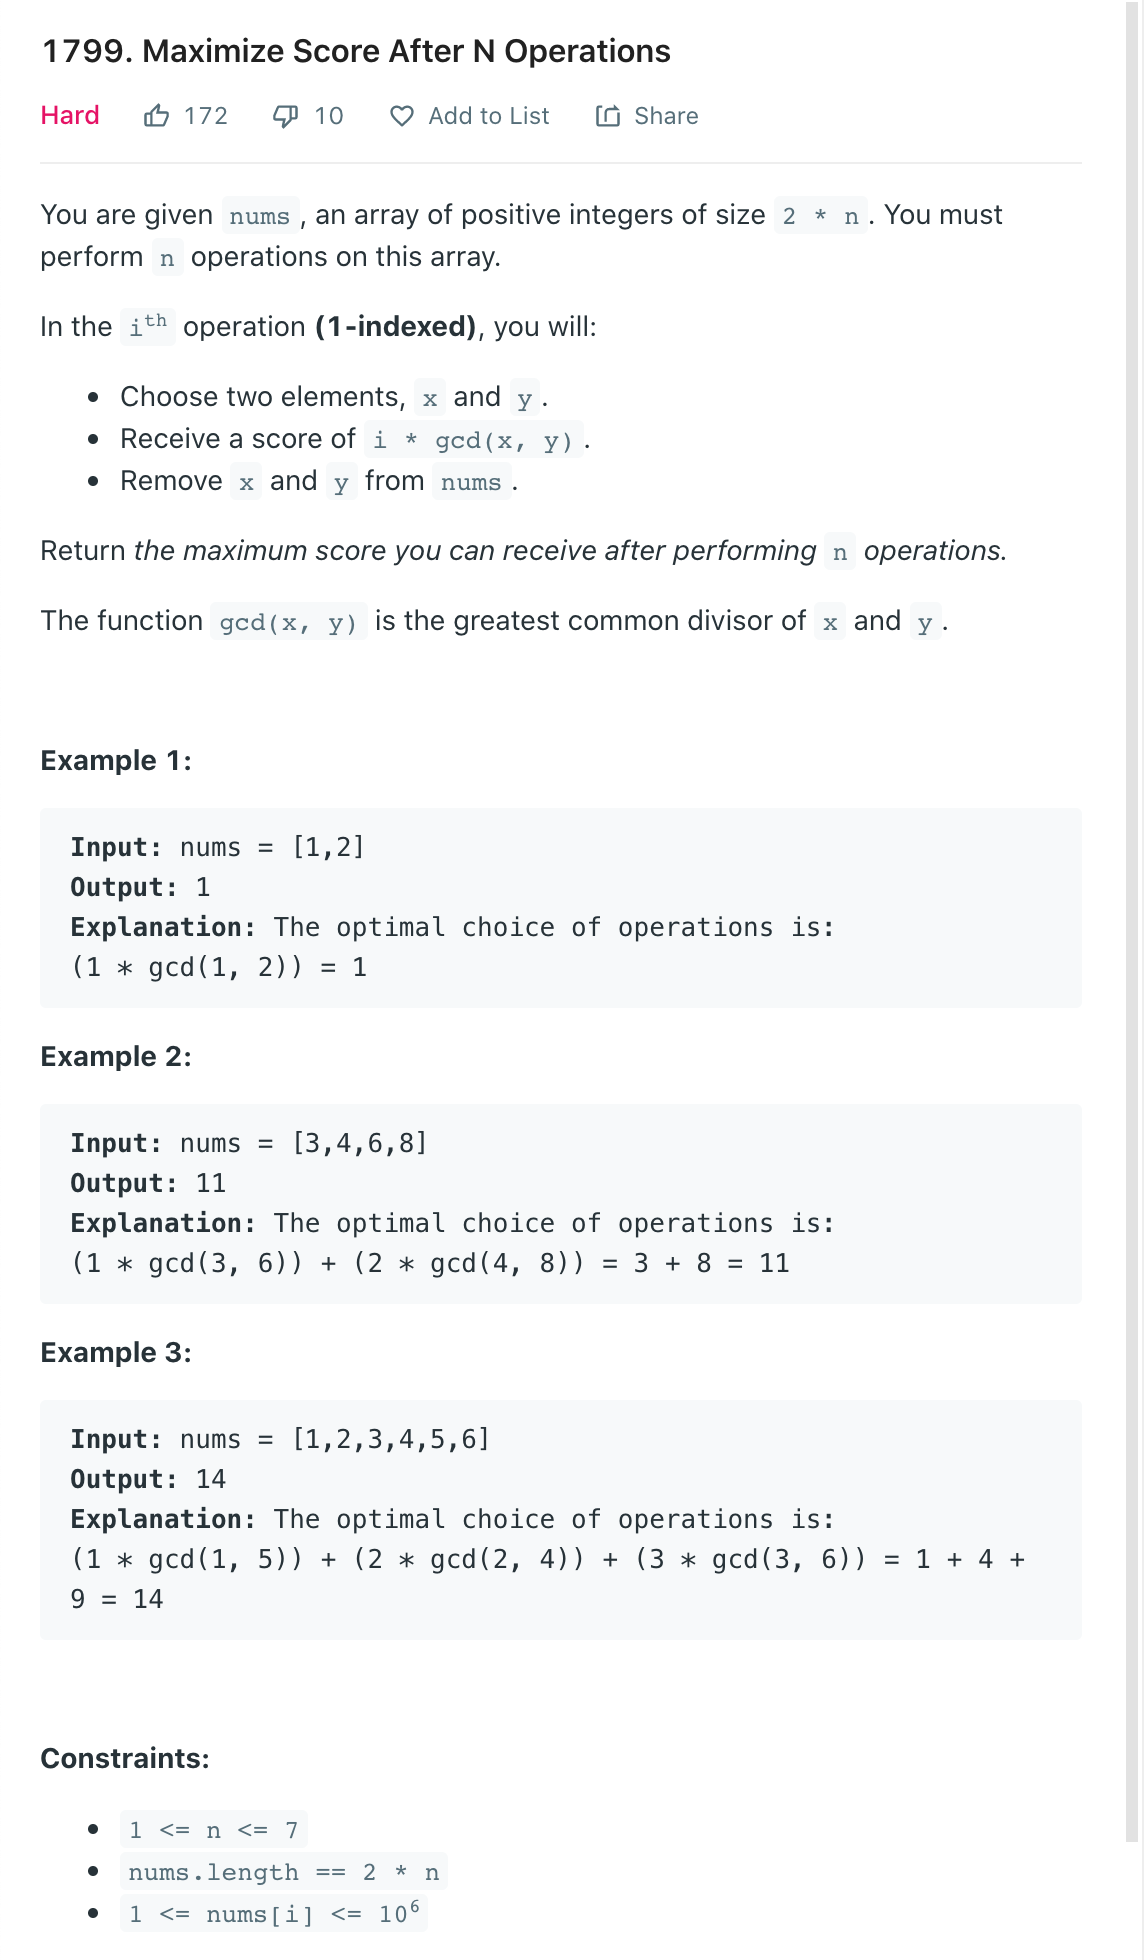 1799. Maximize Score After N Operations
Hard 172 10 Add to List Share
You are given nums , an array of positive integers of size 2 * n . You must
perform n operations on this array.
In the ith operation (1-indexed), you will:
• Choose two elements, x and y .
• Receive a score of i * gcd(x, y) .
• Remove x and y from nums .
Return the maximum score you can receive after performing n operations.
The function gcd(x, y) is the greatest common divisor of x and y .
Example 1:
Input: nums = [1,2]
Output: 1
Explanation: The optimal choice of operations is:
(1 * gcd(1, 2)) = 1
Example 2:
Input: nums = [3,4,6,8]
Output: 11
Explanation: The optimal choice of operations is:
(1 * gcd(3, 6)) + (2 * gcd(4, 8)) = 3 + 8 = 11
Example 3:
Input: nums = [1,2,3,4,5,6]
Output: 14
Explanation: The optimal choice of operations is:
(1 * gcd(1, 5)) + (2 * gcd(2, 4)) + (3 * gcd(3, 6)) = 1 + 4 +
9 = 14
Constraints:
• 1 <= n <= 7
• nums.length == 2 * n
• 1 <= nums[i] <= 10⁶